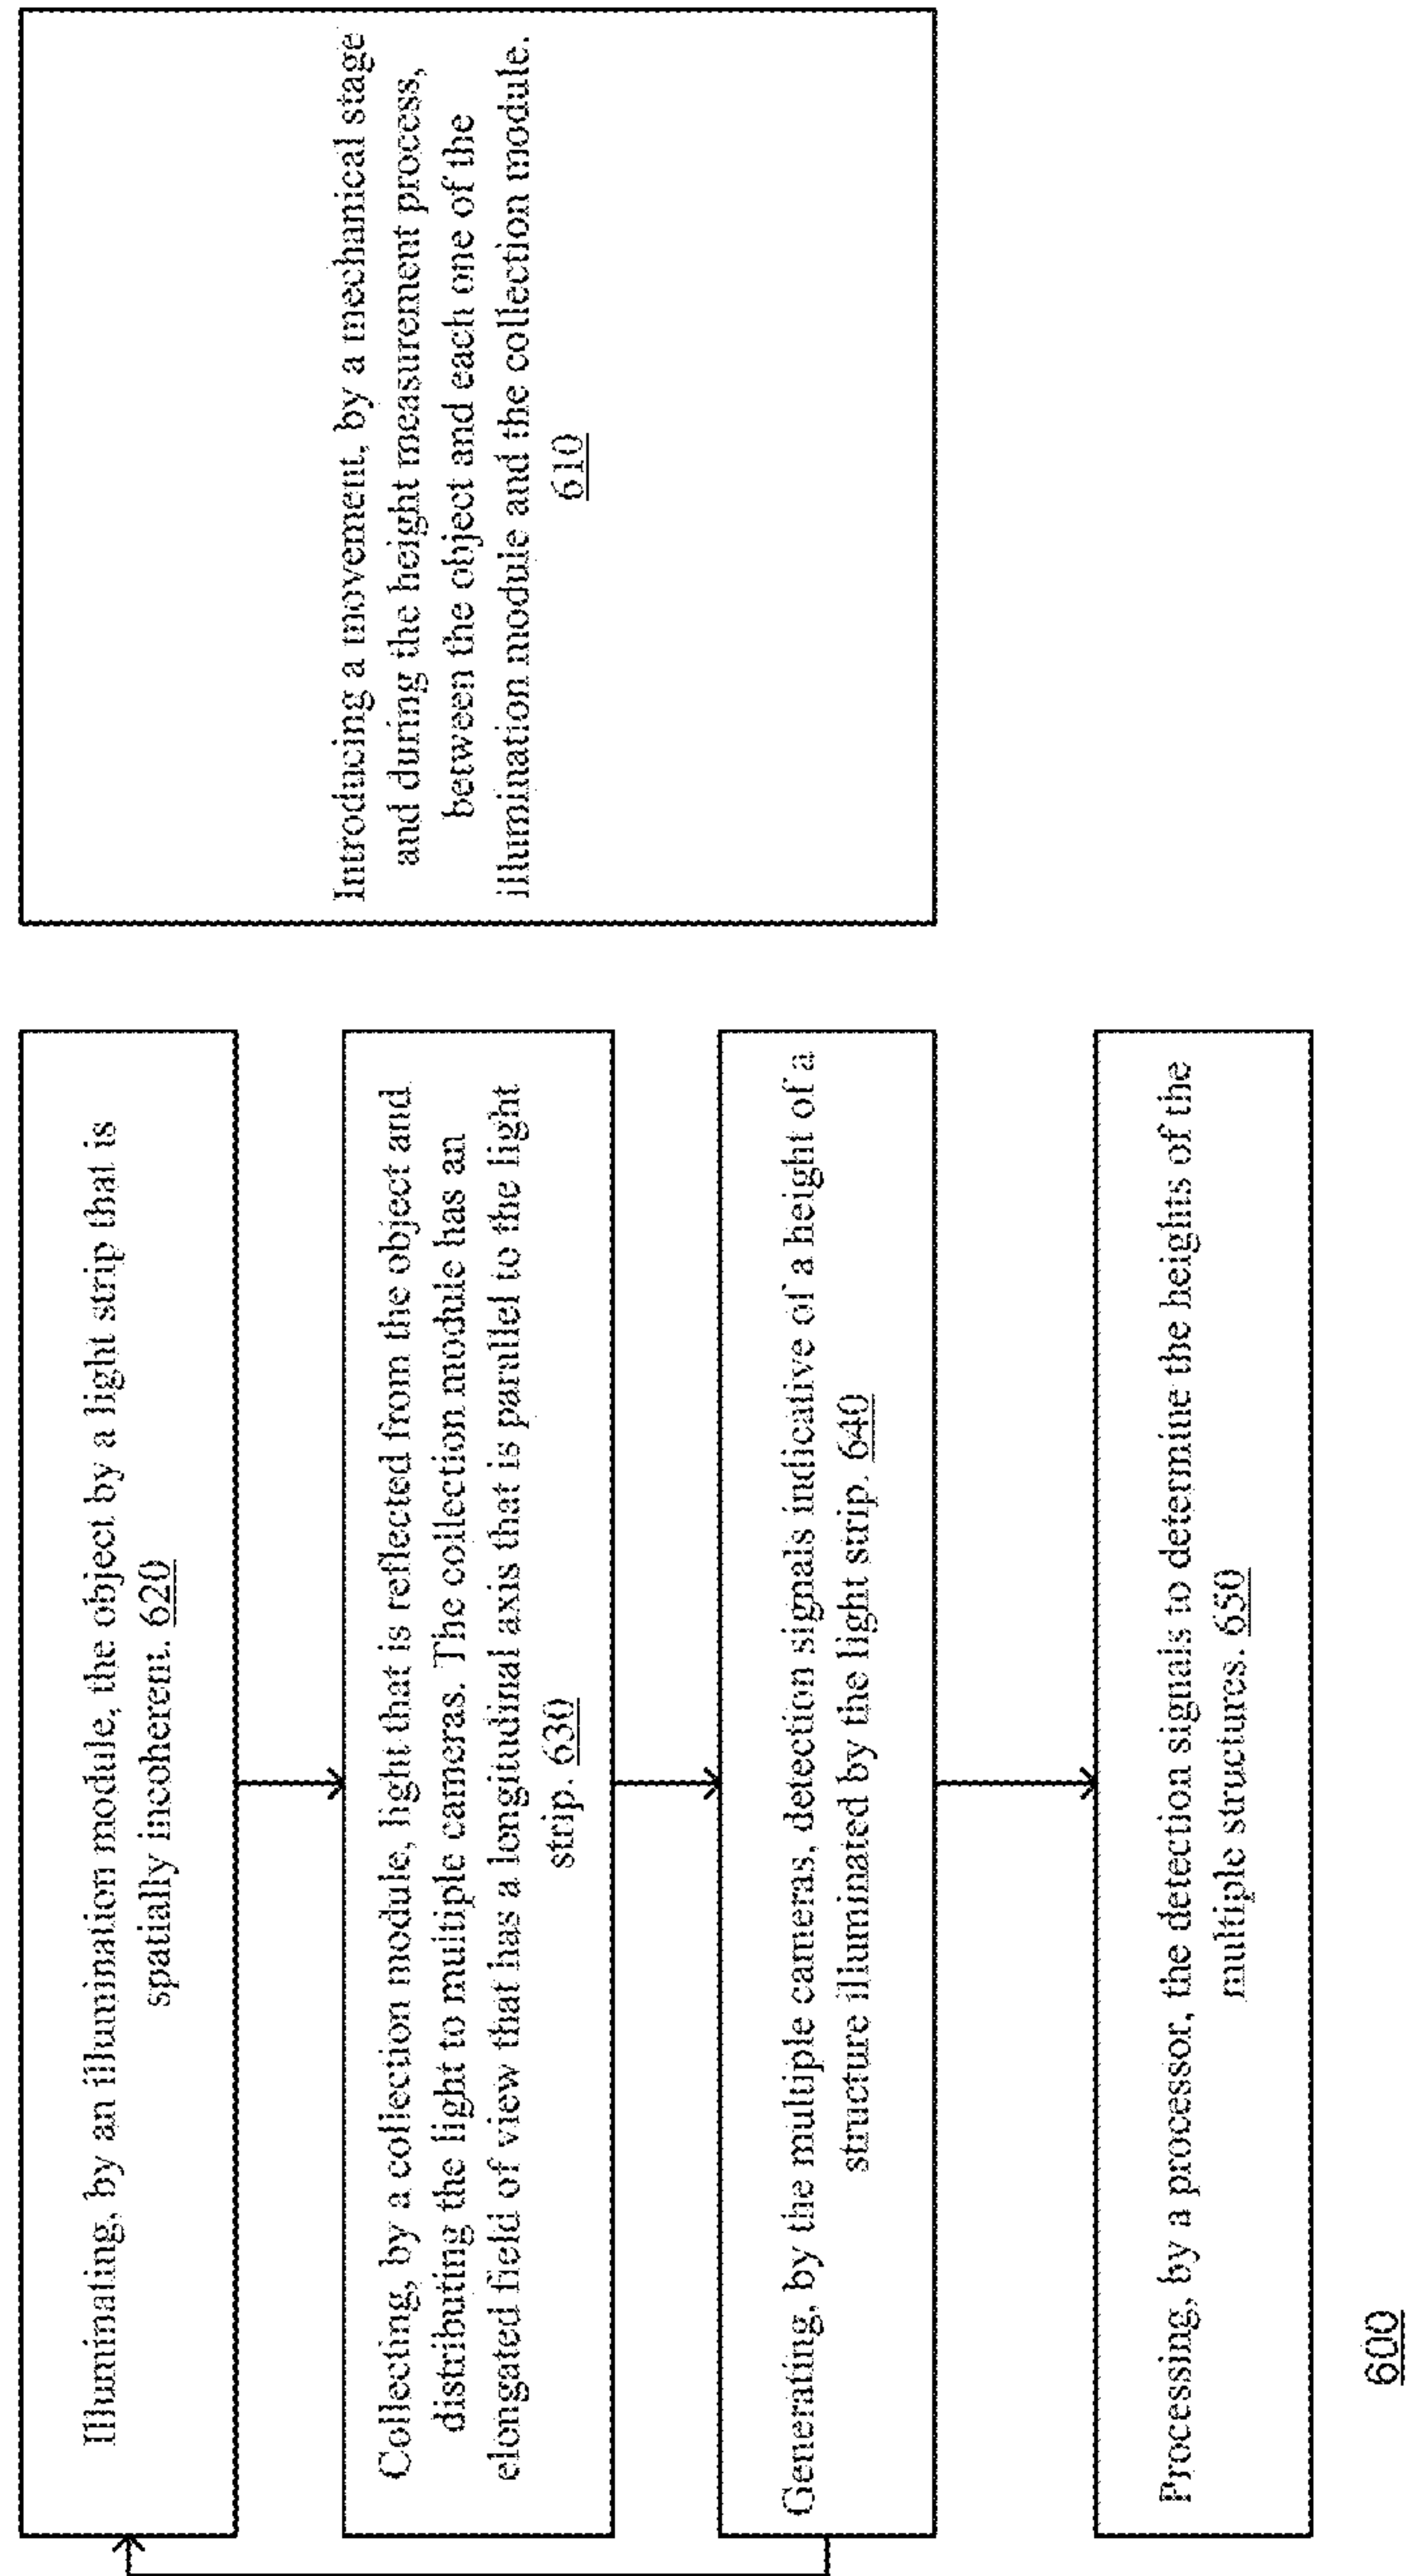 Illuminating, by an illumination module, the object by a light strip that is
spatially incoherent. 620
Collecting, by a collection module, light that is reflected from the object and
distributing the light to multiple cameras. The collection module has an
elongated field of view that has a longitudinal axis that is parallel to the light
strip. 630
Generating, by the multiple cameras, detection signals indicative of a height of a
structure illuminated by the light strip. 640
Processing, by a processor, the detection signals to determine the heights of the
multiple structures. 650
Introducing a movement, by a mechanical stage
and during the height measurement process,
between the object and each one of the
illumination module and the collection module.
610
600